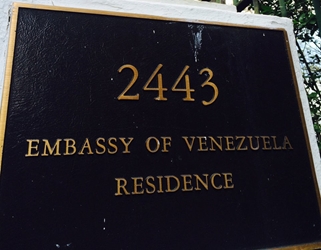 2443
EMBASSY OF VENEZUELA
RESIDENCE